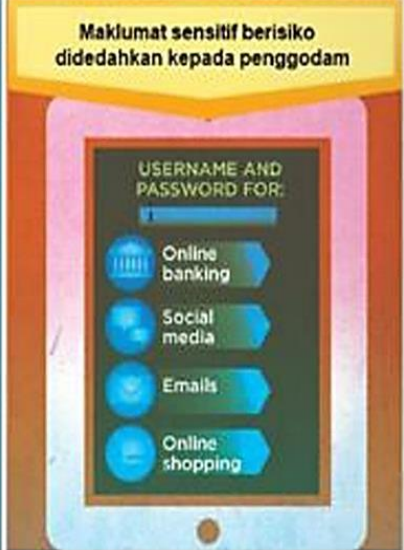 Maklumat sensitif berisiko
didedahkan kepada penggodam
USERNAME AND
PASSWORD FOR:
Online
banking
Social
media
Emails
Online
shopping